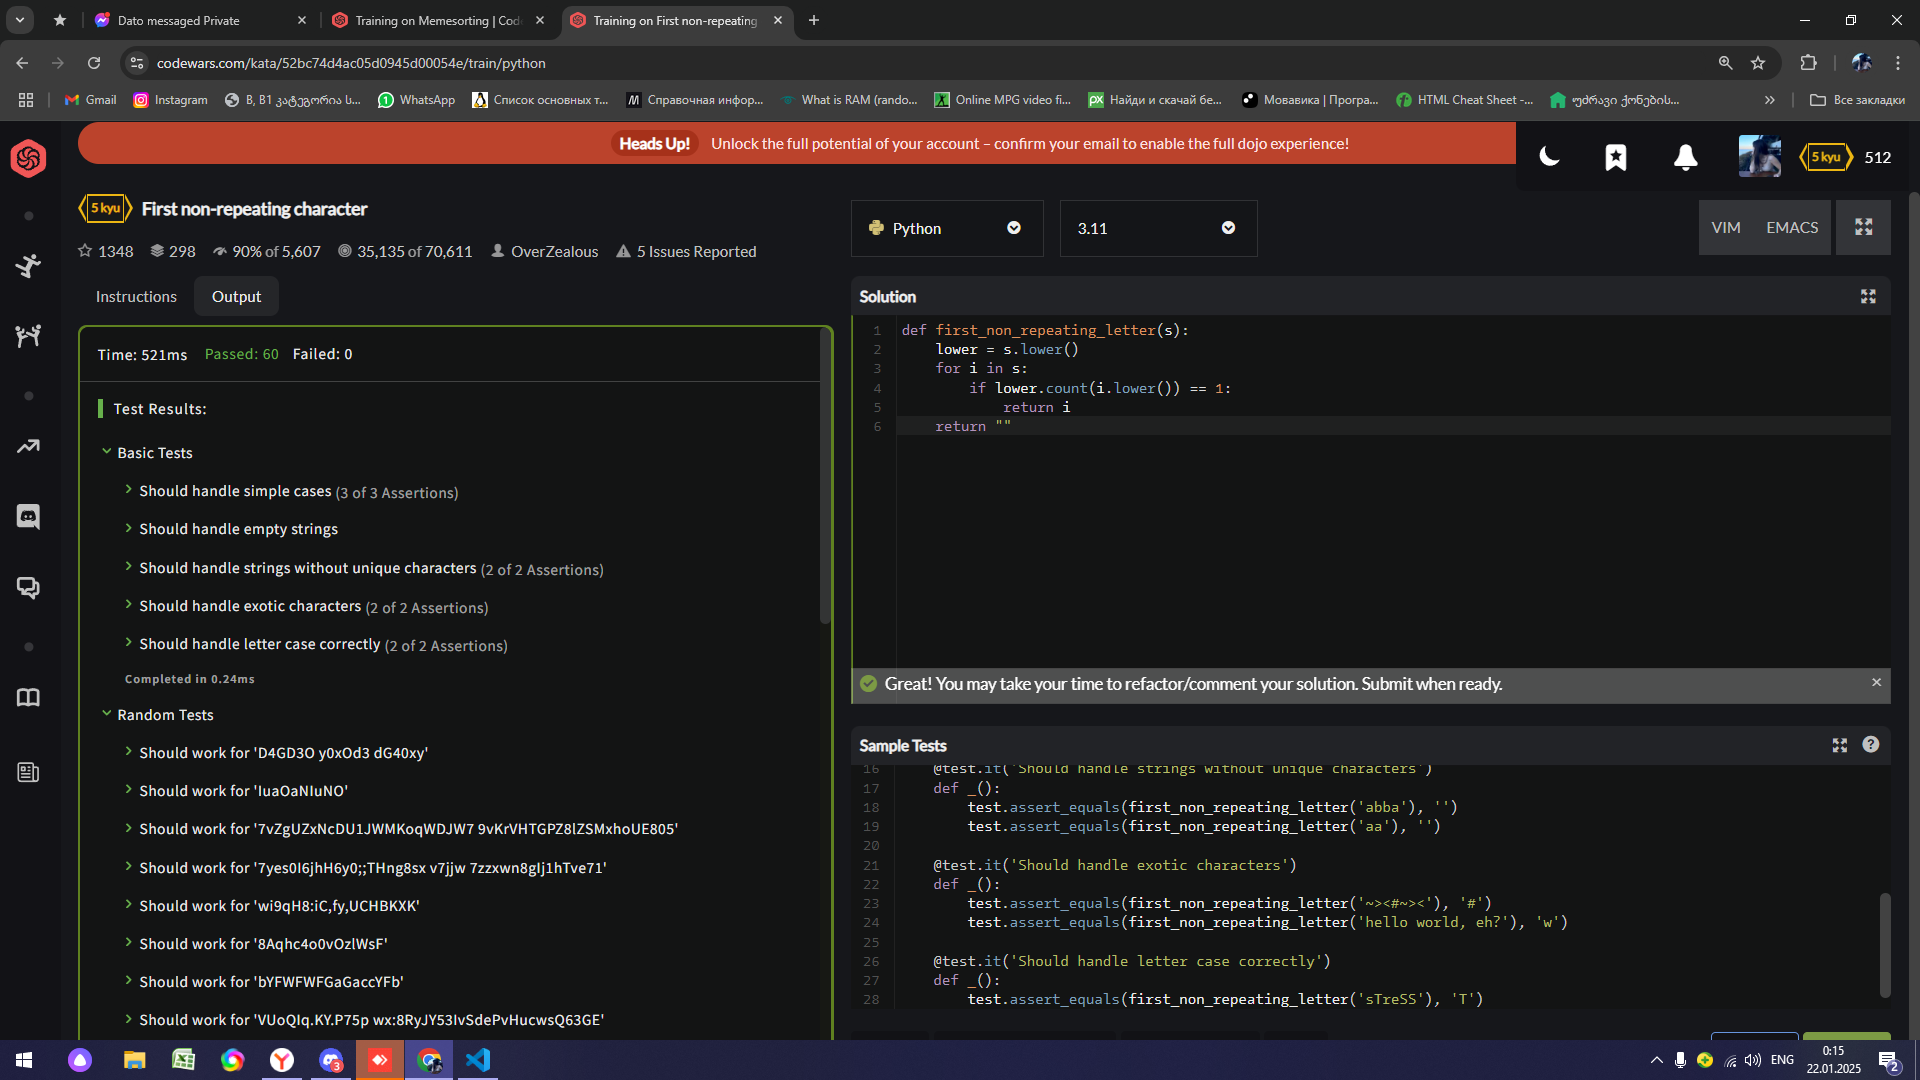 Dato messaged Private
Training on Memesorting | Cod
Training on First non-repeating
codewars.com/kata/52bc74d4ac05d0945d00054e/train/python
Gmail
Instagram
B, B1 კატეგორია ს...
WhatsApp
Список основных т...
Справочная инфор...
What is RAM (rando...
Online MPG video fi...
Найди и скачай бе...
Мовавика | Програ...
HTML Cheat Sheet -...
უძრავი ქონების...
Все закладки
Heads Up! Unlock the full potential of your account – confirm your email to enable the full dojo experience!
5 kyu 512
5 kyu First non-repeating character
1348 298 90% of 5,607 35,135 of 70,611 OverZealous 5 Issues Reported
Python
3.11
VIM EMACS
Instructions Output
Time: 521ms Passed: 60 Failed: 0
Test Results:
Basic Tests
Should handle simple cases (3 of 3 Assertions)
Should handle empty strings
Should handle strings without unique characters (2 of 2 Assertions)
Should handle exotic characters (2 of 2 Assertions)
Should handle letter case correctly (2 of 2 Assertions)
Completed in 0.24ms
Random Tests
Should work for 'D4GD3O y0xOd3 dG40xy'
Should work for 'IuaOaNIuNO'
Should work for '7vZgUZxNcDU1JWMKoqWDJW7 9vKrVHTGPZ8lZSMxhoUE805'
Should work for '7yes0I6jhH6y0;;THng8sx v7jjw 7zzxwn8gIj1hTve71'
Should work for 'wi9qH8:iC,fy,UCHBKXK'
Should work for '8Aqhc4o0vOzlWsF'
Should work for 'bYFWFWFGaGaccYFb'
Should work for 'VUoQIq.KY.P75p wx:8RyJY53IvSdePvHucwsQ63GE'
Solution
1 def first_non_repeating_letter(s):
2 lower = s.lower()
3 for i in s:
4 if lower.count(i.lower()) == 1:
5 return i
6 return ""
Great! You may take your time to refactor/comment your solution. Submit when ready.
Sample Tests
16 @test.it('Should handle strings without unique characters')
17 def _():
18 test.assert_equals(first_non_repeating_letter('abba'), '')
19 test.assert_equals(first_non_repeating_letter('aa'), '')
20
21 @test.it('Should handle exotic characters')
22 def _():
23 test.assert_equals(first_non_repeating_letter('~><#~><'), '#')
24 test.assert_equals(first_non_repeating_letter('hello world, eh?'), 'w')
25
26 @test.it('Should handle letter case correctly')
27 def _():
28 test.assert_equals(first_non_repeating_letter('sTreSS'), 'T')
3
ENG
0:15
22.01.2025
2